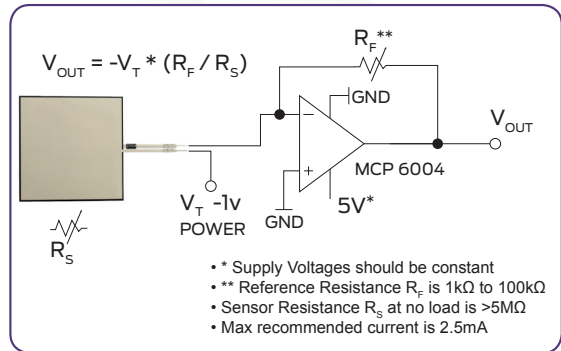 R_F**
V_OUT = -V_T * (R_F / R_S)
GND
V_OUT
MCP 6004
V_T -1v
POWER
GND
5V*
R_S
• * Supply Voltages should be constant
• ** Reference Resistance R_F is 1kΩ to 100kΩ
• Sensor Resistance R_S at no load is >5MΩ
• Max recommended current is 2.5mA